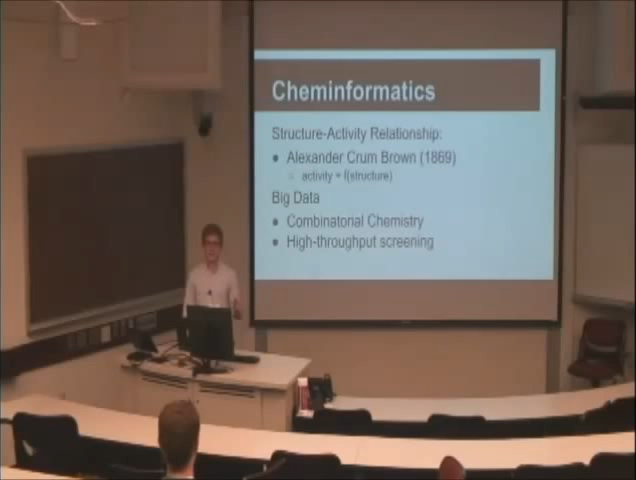 Cheminformatics
Structure-Activity Relationship:
Alexander Crum Brown (1869)
activity = f(structure)
Big Data
Combinatorial Chemistry
High-throughput screening